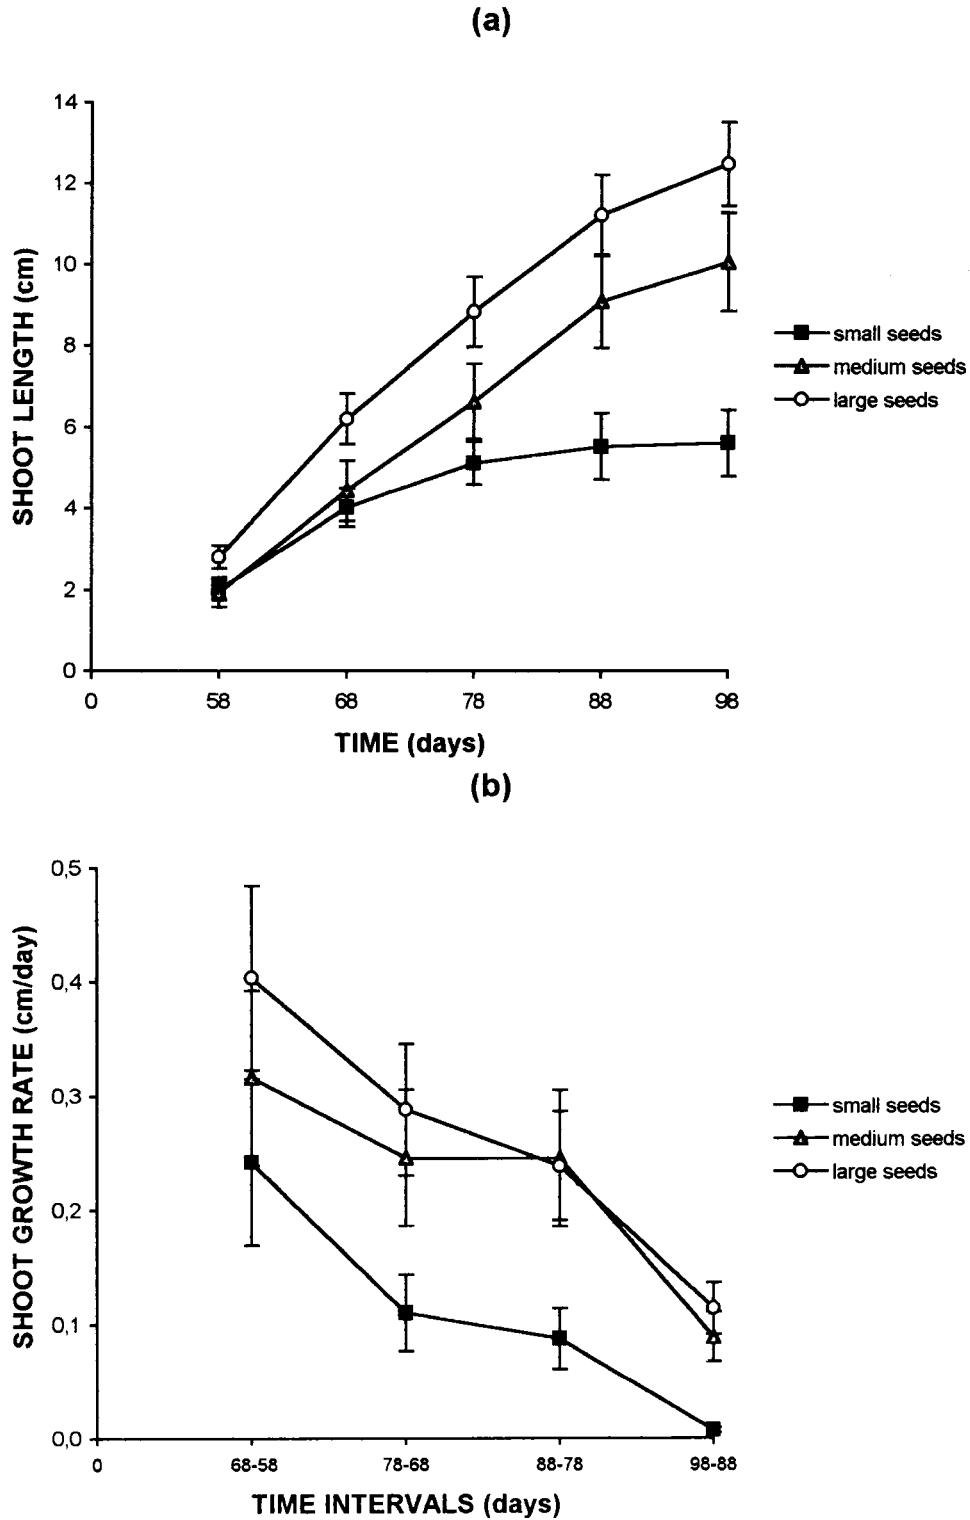 (a)
SHOOT LENGTH (cm)
14
12
10
8
6
4
2
0
0 58 68 78 88 98
TIME (days)
small seeds
medium seeds
large seeds
(b)
SHOOT GROWTH RATE (cm/day)
0,5
0,4
0,3
0,2
0,1
0,0
0 68-58 78-68 88-78 98-88
TIME INTERVALS (days)
small seeds
medium seeds
large seeds